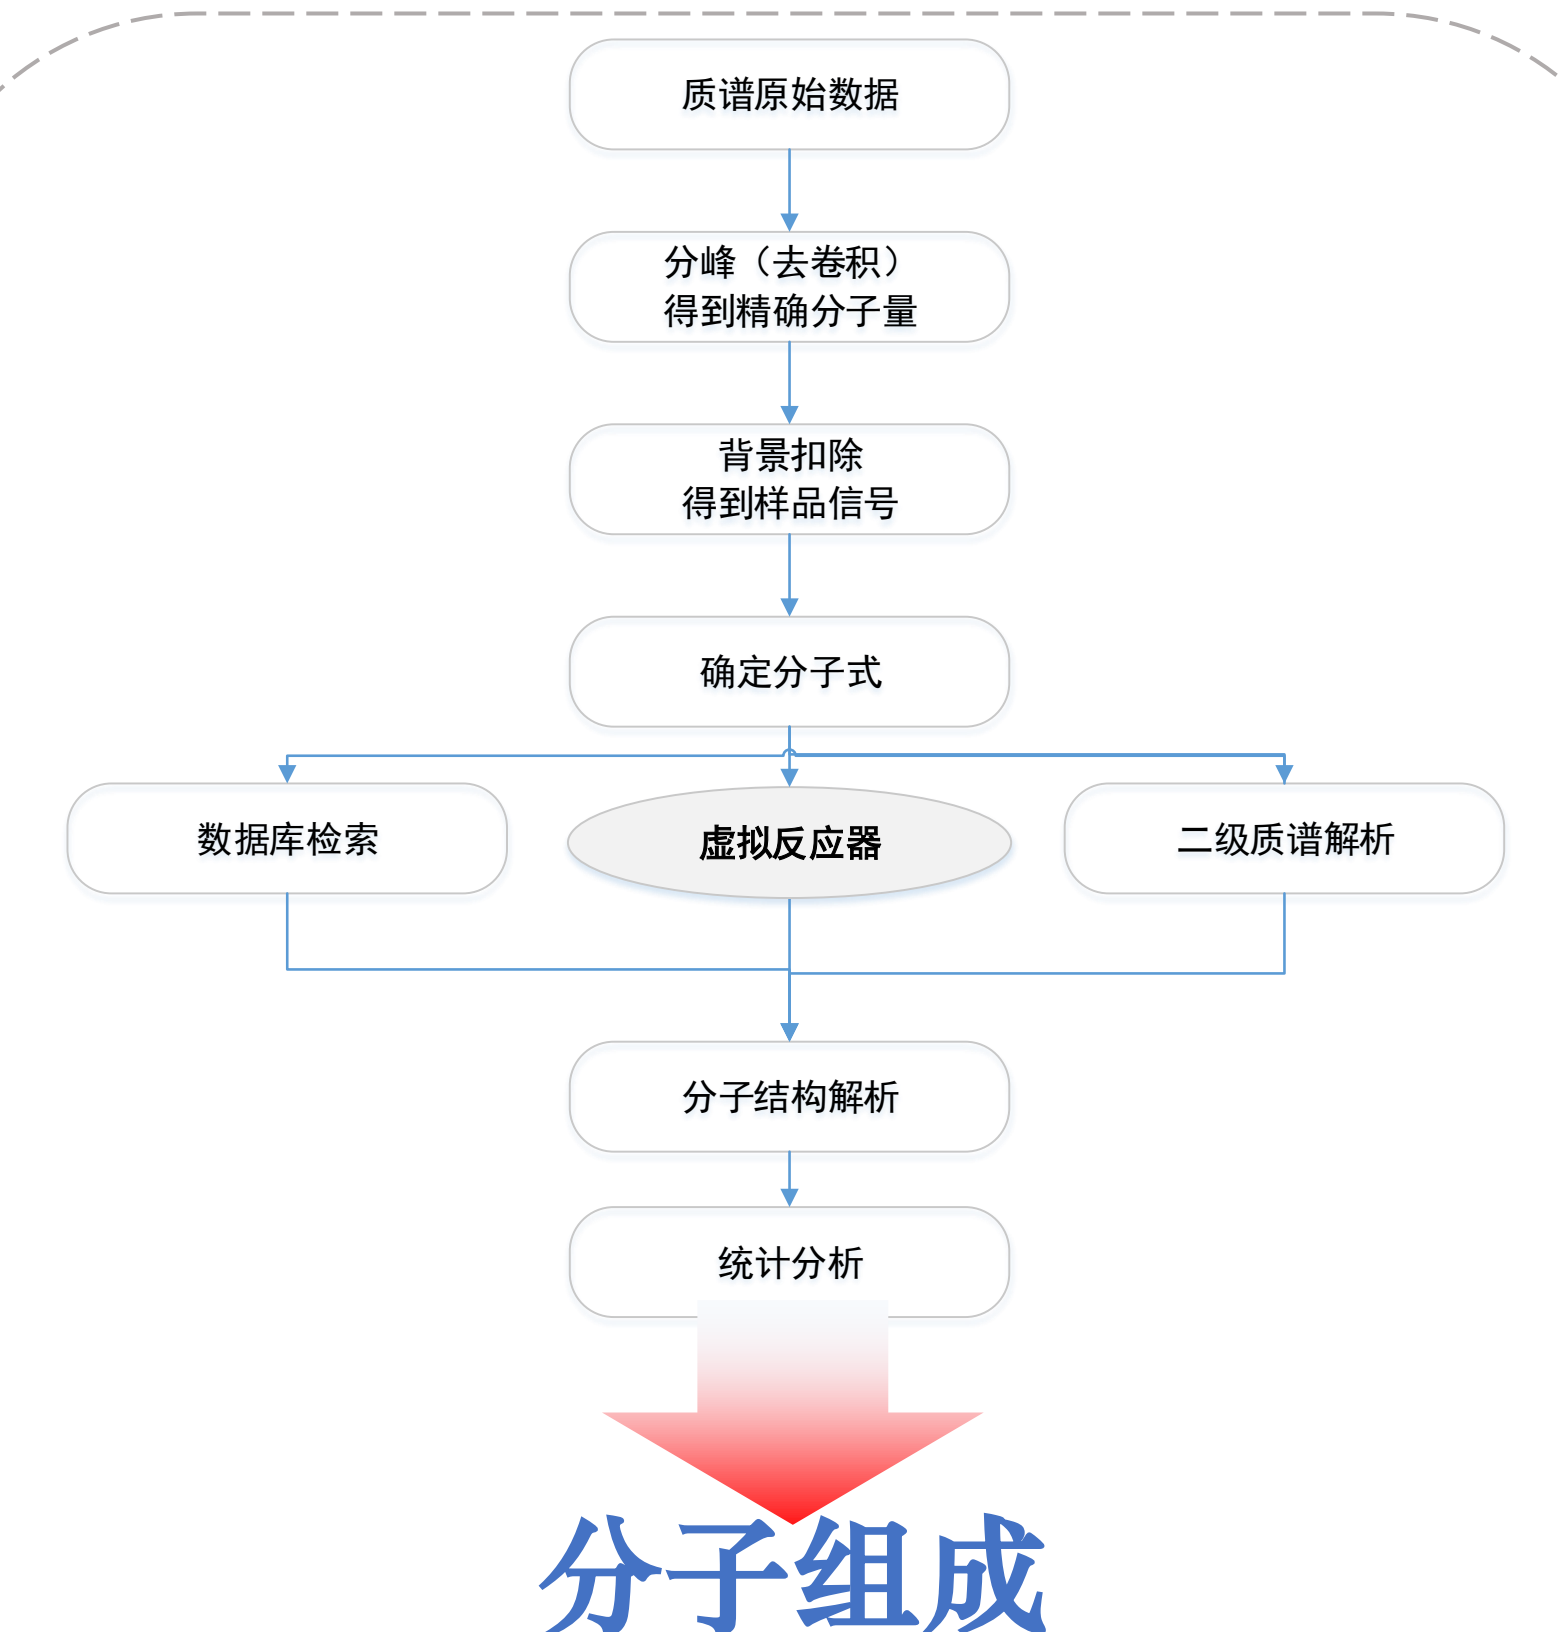 质谱原始数据
分峰（去卷积）
得到精确分子量
背景扣除
得到样品信号
确定分子式
数据库检索
虚拟反应器
二级质谱解析
分子结构解析
统计分析
分子组成